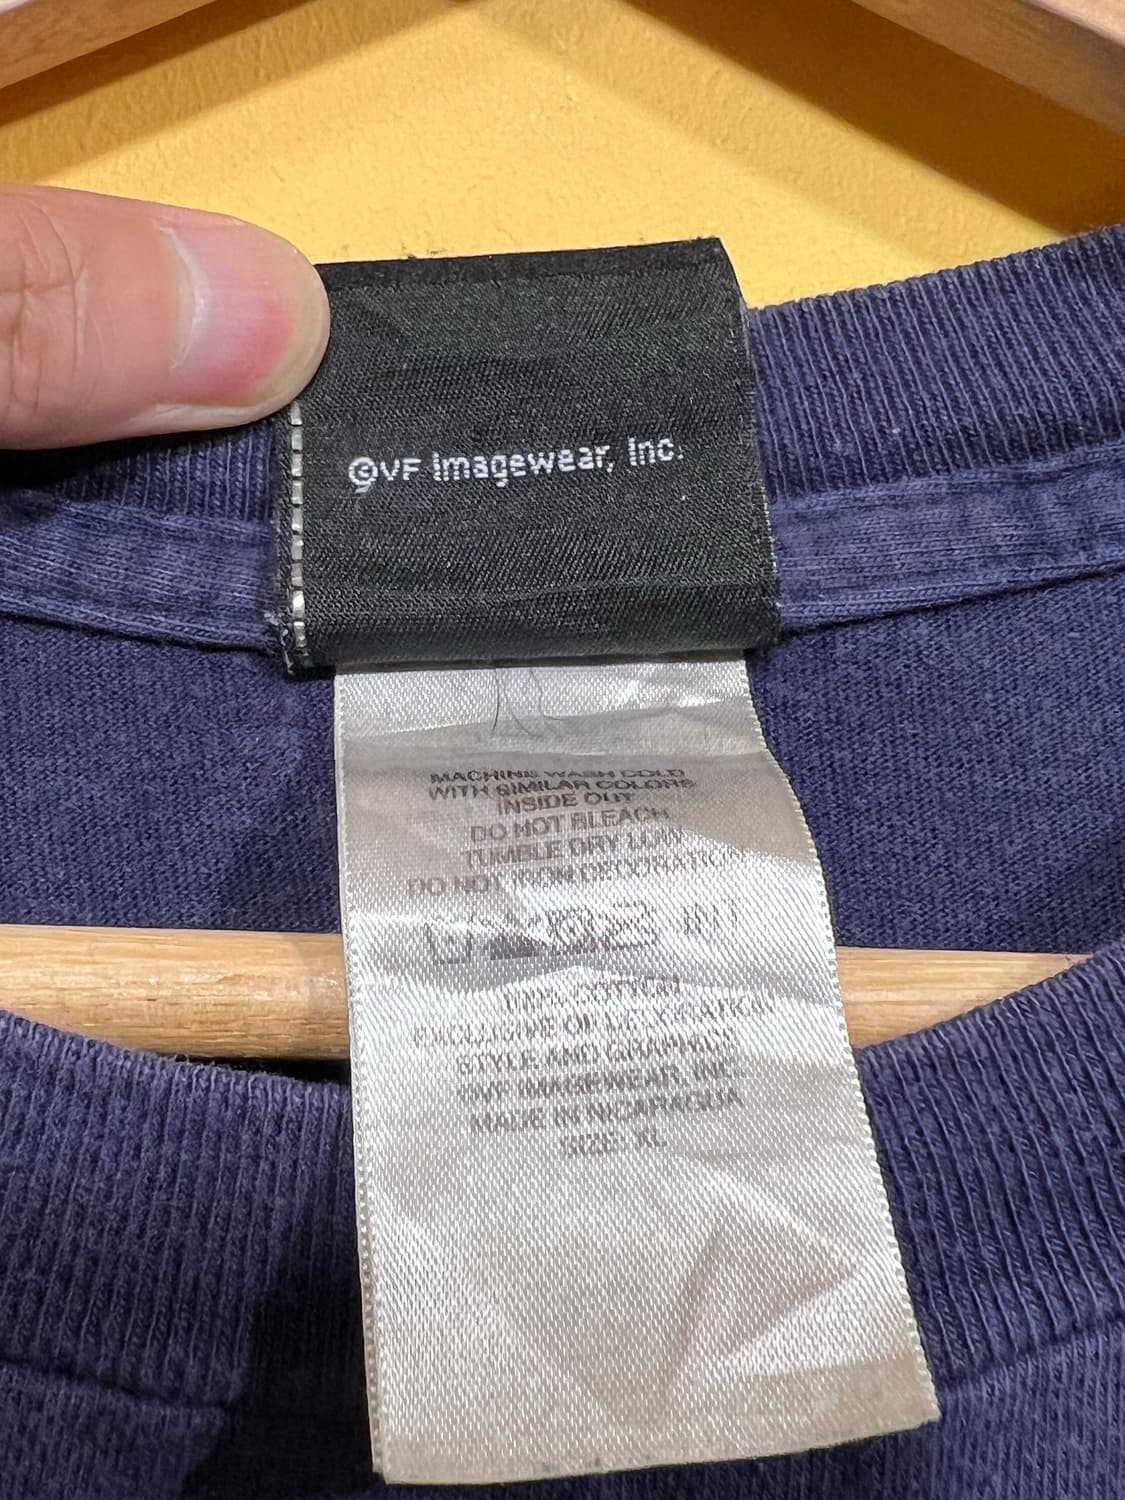 ©VF Imagewear, Inc.
MACHINE WASH COLD
WITH SIMILAR COLORS
INSIDE OUT
DO NOT BLEACH
TUMBLE DRY LOW
DO NOT IRON DECORATION
100% COTTON
EXCLUSIVE OF DECORATION
STYLE AND GRAPHICS
©VF IMAGEWEAR, INC.
MADE IN NICARAGUA
SIZE: XL